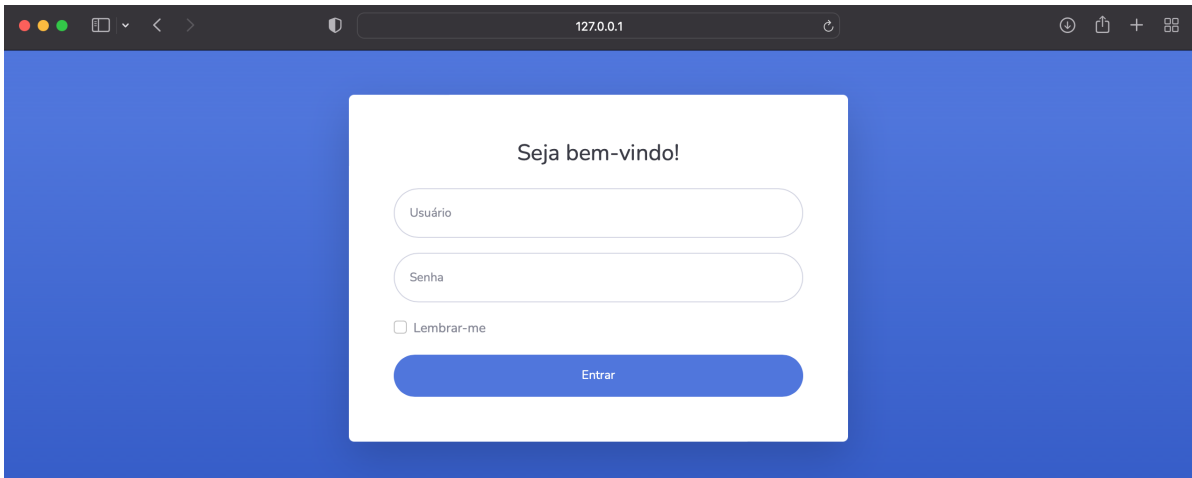 127.0.0.1
Seja bem-vindo!
Usuário
Senha
Lembrar-me
Entrar